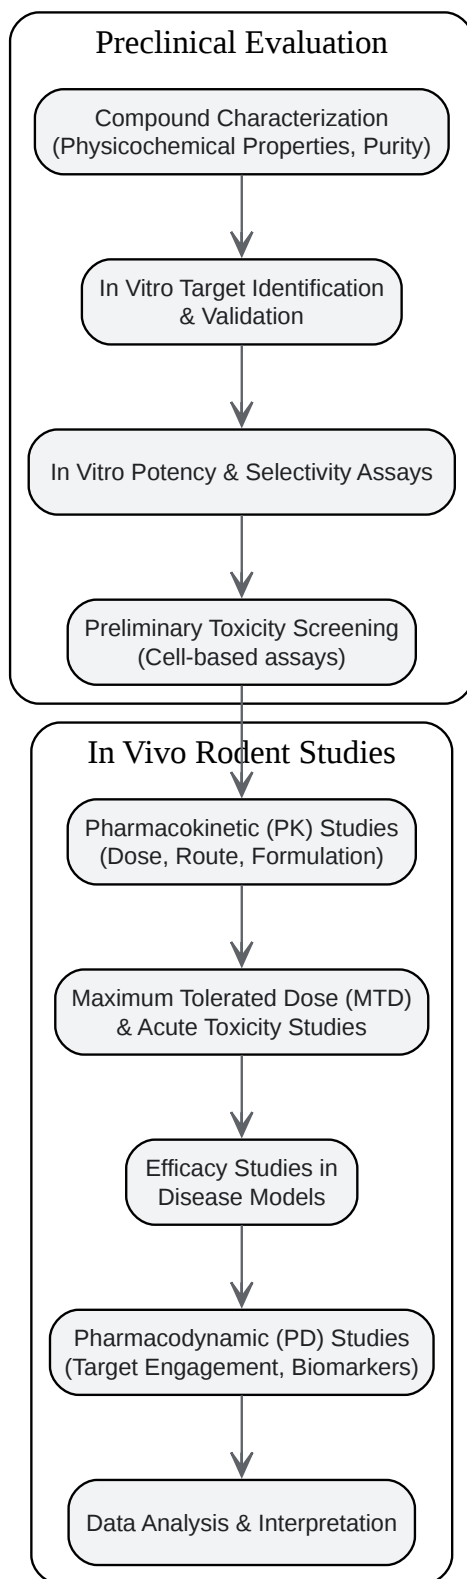 Preclinical Evaluation
Compound Characterization
(Physicochemical Properties, Purity)
In Vitro Target Identification
& Validation
In Vitro Potency & Selectivity Assays
Preliminary Toxicity Screening
(Cell-based assays)
In Vivo Rodent Studies
Pharmacokinetic (PK) Studies
(Dose, Route, Formulation)
Maximum Tolerated Dose (MTD)
& Acute Toxicity Studies
Efficacy Studies in
Disease Models
Pharmacodynamic (PD) Studies
(Target Engagement, Biomarkers)
Data Analysis & Interpretation